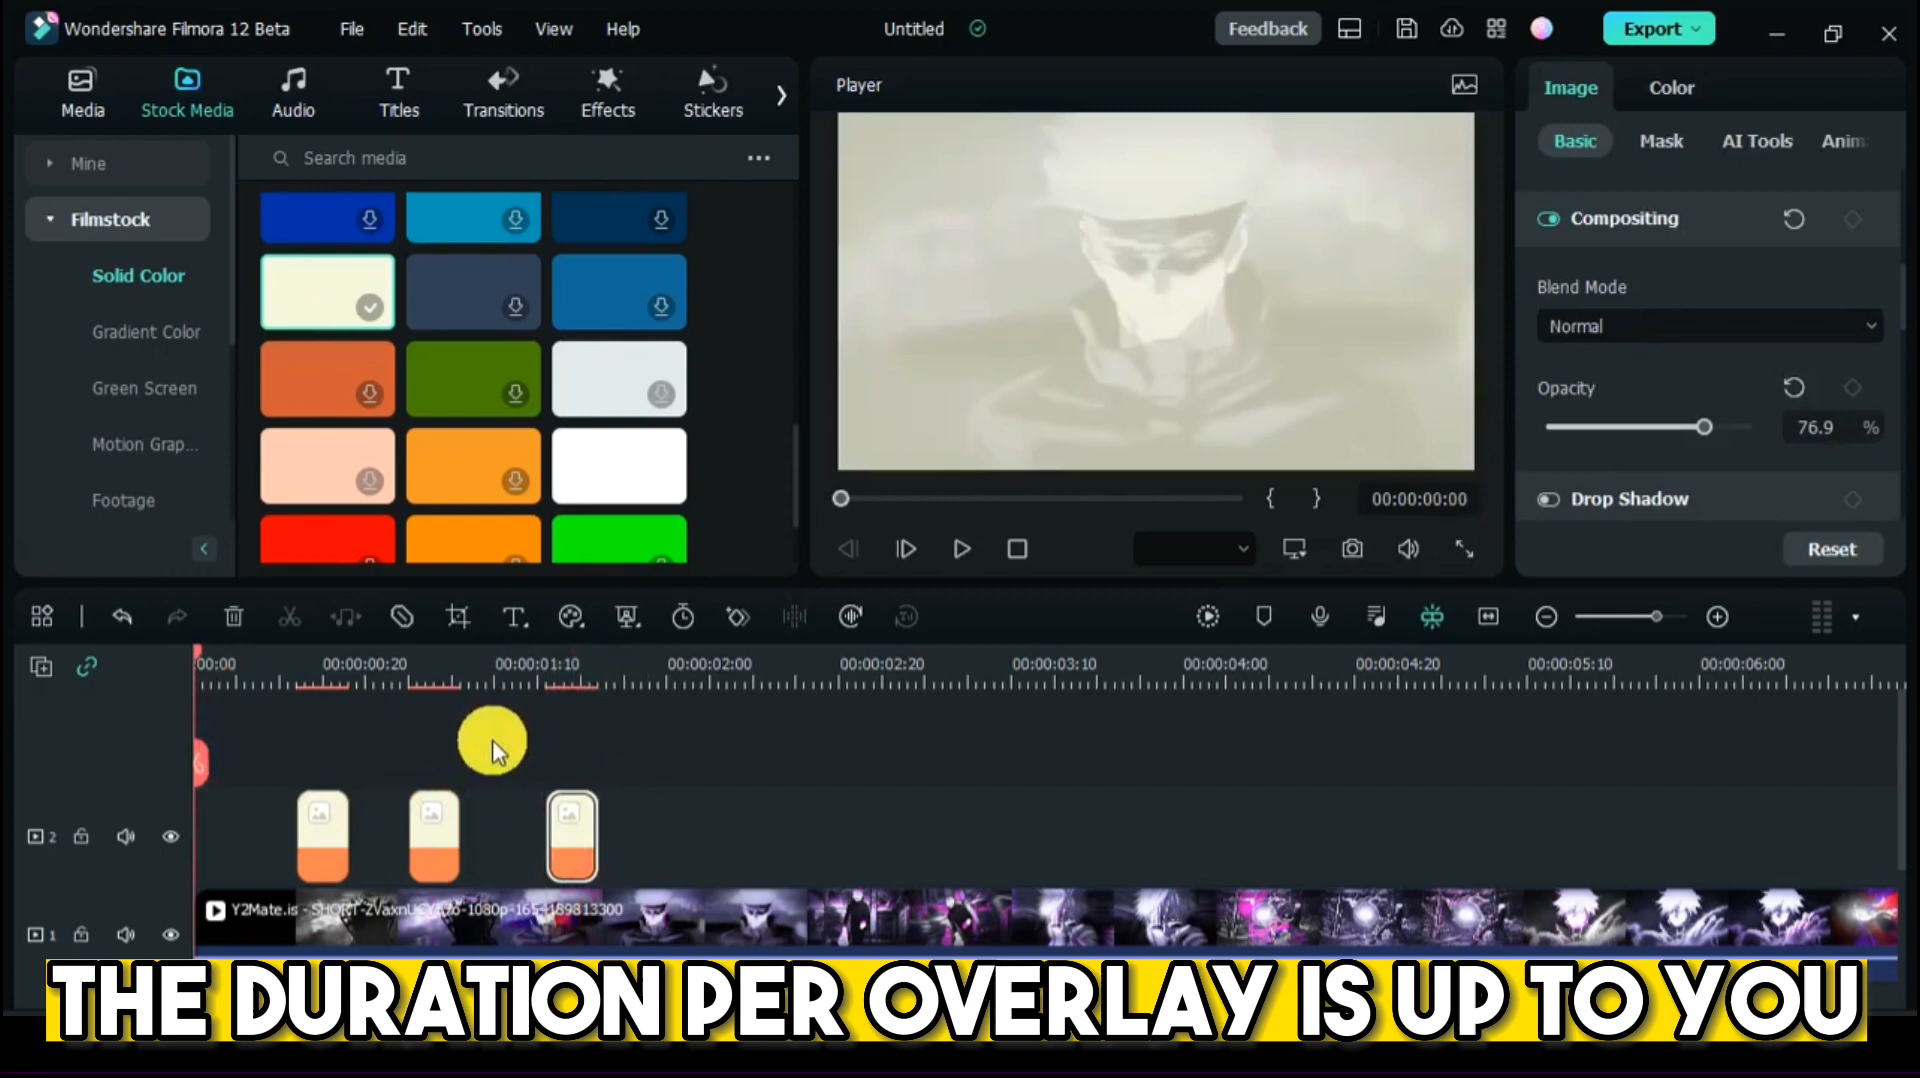 Wondershare Filmora 12 Beta
File
Edit
Tools
View
Help
Untitled
Feedback
Export
Media
Stock Media
Audio
Titles
Transitions
Effects
Stickers
Mine
Filmstock
Solid Color
Gradient Color
Green Screen
Motion Grap...
Footage
Search media
Player
{ }
00:00:00:00
Image
Color
Basic
Mask
AI Tools
Anim
Compositing
Blend Mode
Normal
Opacity
76.9 %
Drop Shadow
Reset
00:00
00:00:00:20
00:00:01:10
00:00:02:00
00:00:02:20
00:00:03:10
00:00:04:00
00:00:04:20
00:00:05:10
00:00:06:00
2
1
Y2Mate.is - SHORT-
1080p-1654189813300
THE DURATION PER OVERLAY IS UP TO YOU